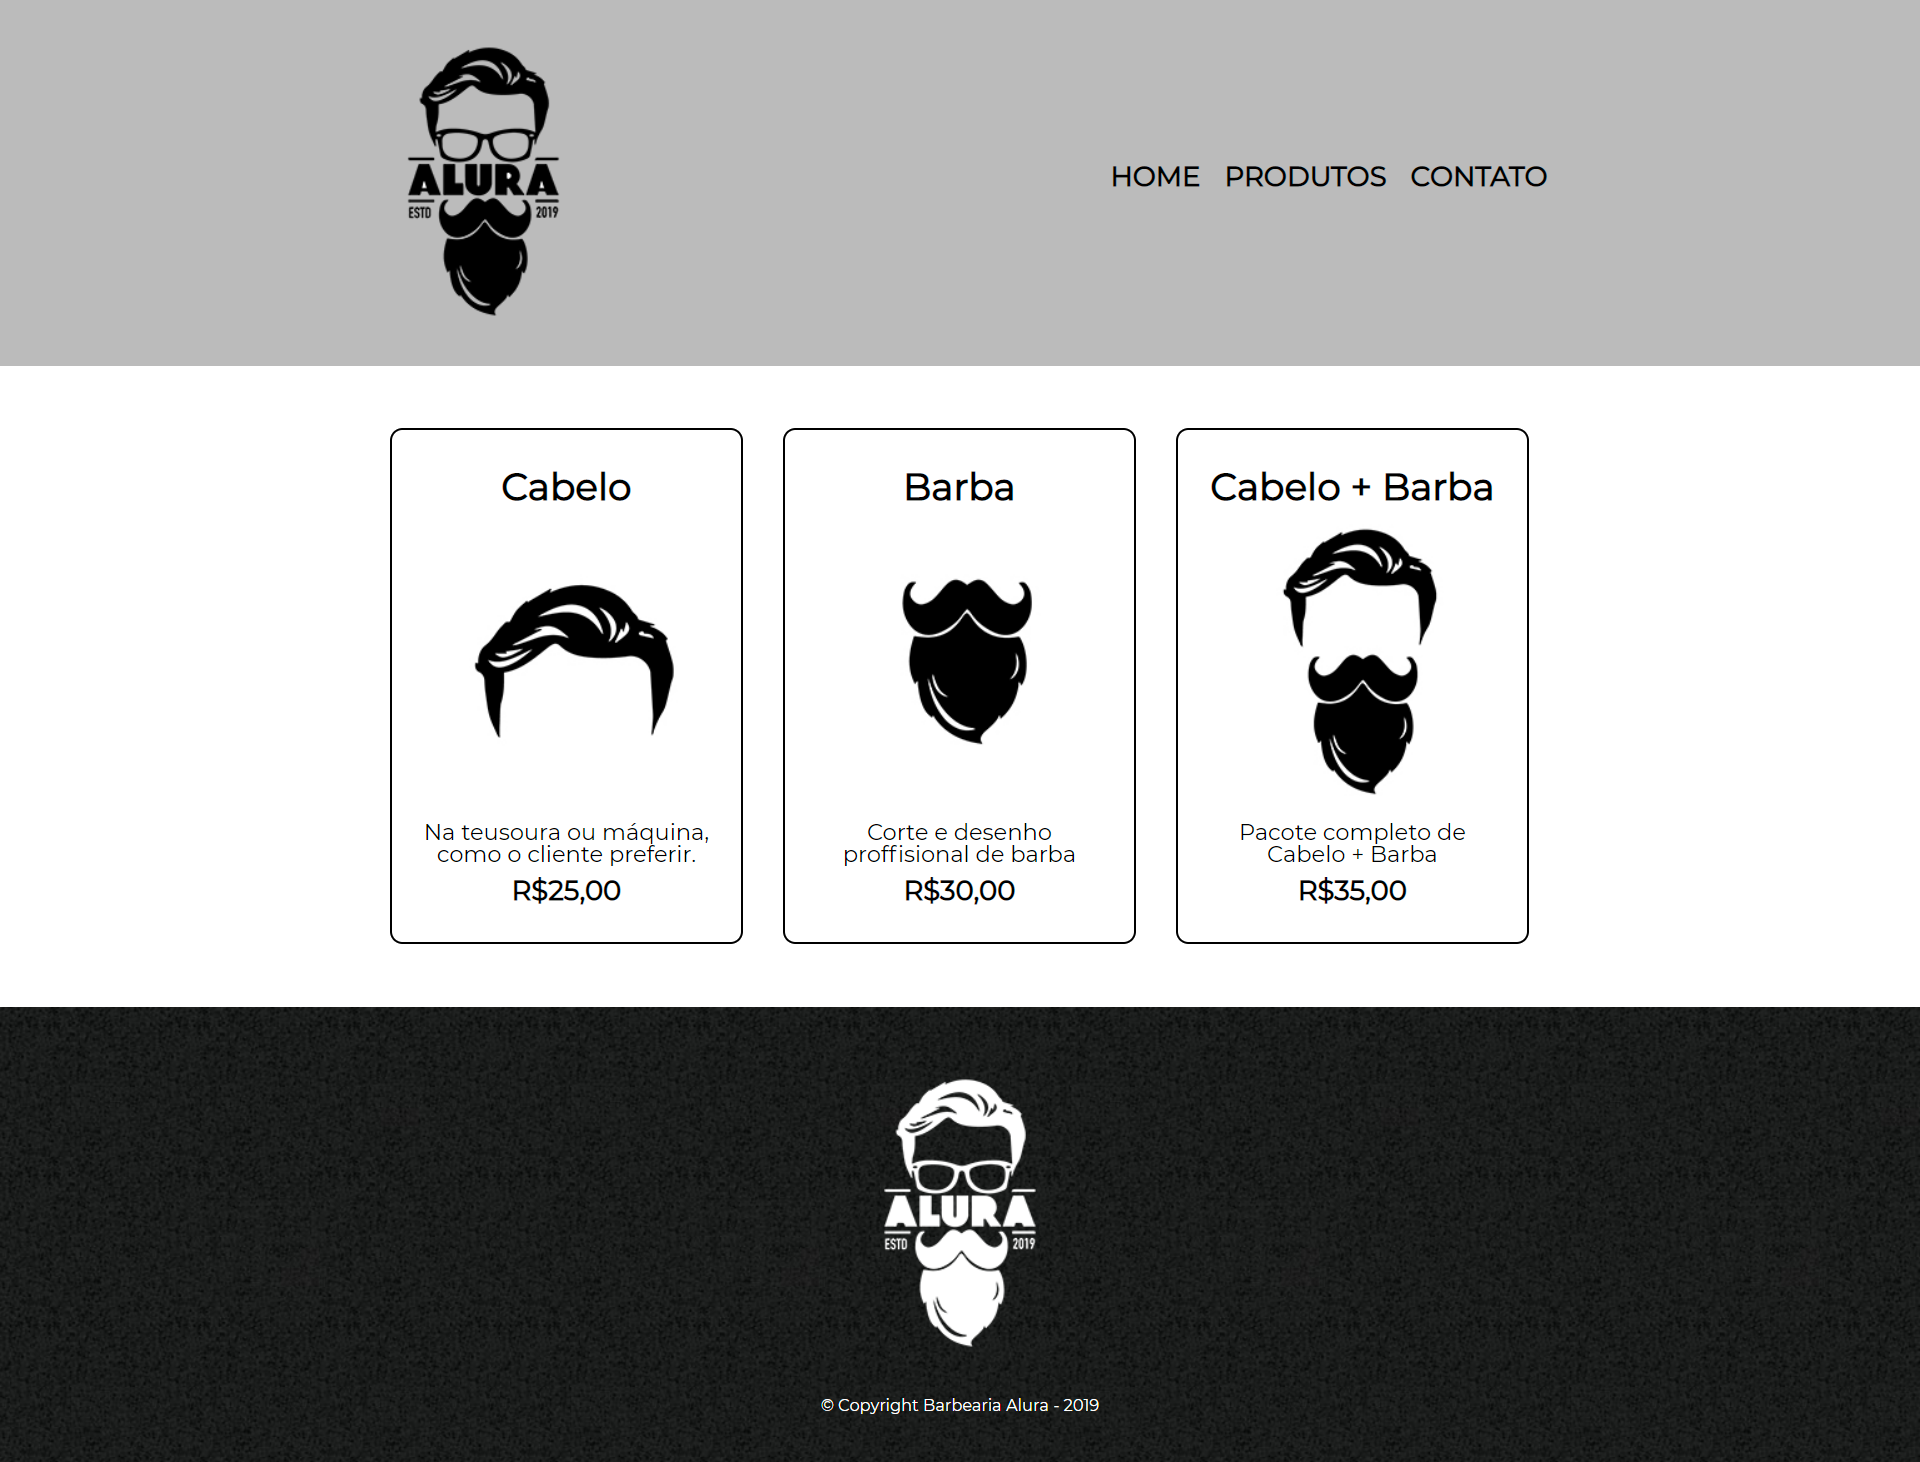 ALURA
ESTD 2019
HOME PRODUTOS CONTATO
Cabelo
Na teusoura ou máquina,
como o cliente preferir.
R$25,00
Barba
Corte e desenho
proffisional de barba
R$30,00
Cabelo + Barba
Pacote completo de
Cabelo + Barba
R$35,00
ALURA
ESTD 2019
© Copyright Barbearia Alura - 2019